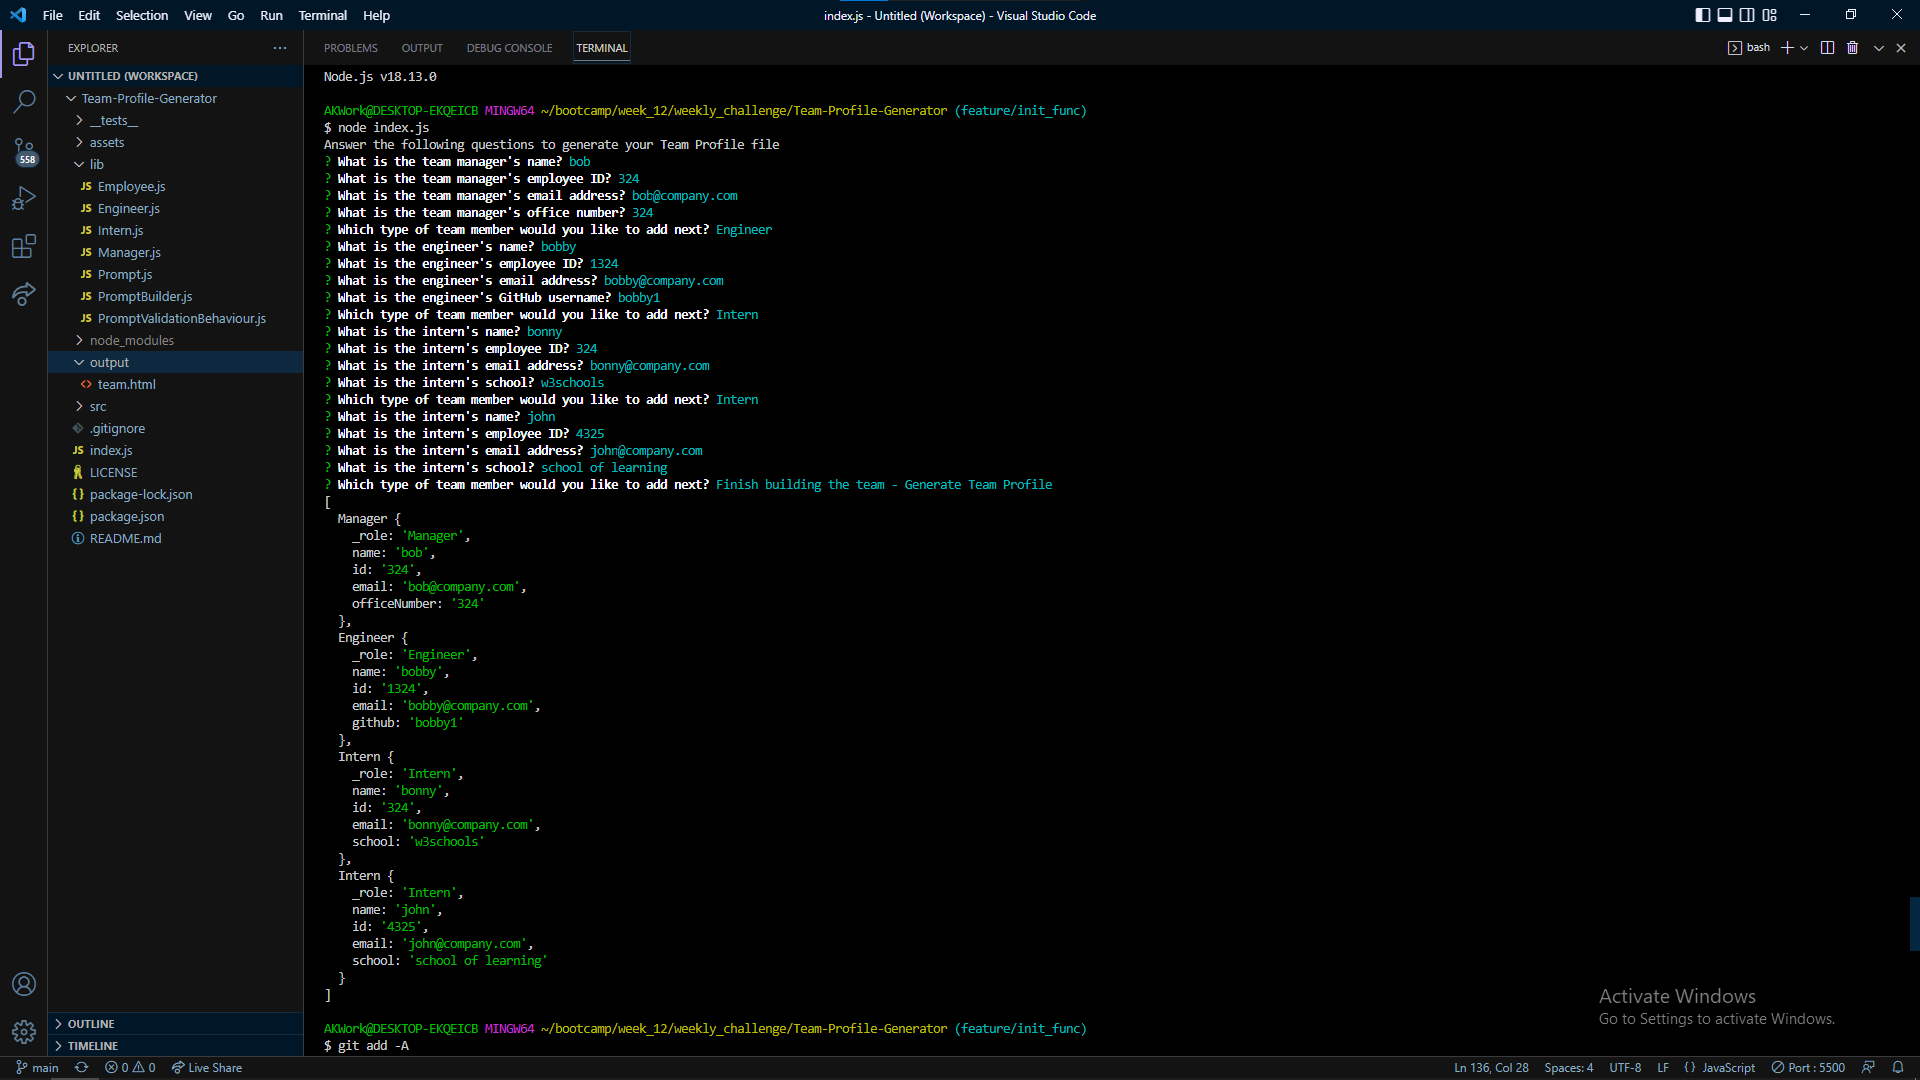 File Edit Selection View Go Run Terminal Help
index.js - Untitled (Workspace) - Visual Studio Code
EXPLORER
558
UNTITLED (WORKSPACE)
Team-Profile-Generator
__tests__
assets
lib
JS Employee.js
JS Engineer.js
JS Intern.js
JS Manager.js
JS Prompt.js
JS PromptBuilder.js
JS PromptValidationBehaviour.js
node_modules
output
team.html
src
.gitignore
JS index.js
LICENSE
package-lock.json
package.json
README.md
OUTLINE
TIMELINE
PROBLEMS OUTPUT DEBUG CONSOLE TERMINAL
bash
Node.js v18.13.0
AKWork@DESKTOP-EKQEICB MINGW64 ~/bootcamp/week_12/weekly_challenge/Team-Profile-Generator (feature/init_func)
$ node index.js
Answer the following questions to generate your Team Profile file
? What is the team manager's name? bob
? What is the team manager's employee ID? 324
? What is the team manager's email address? bob@company.com
? What is the team manager's office number? 324
? Which type of team member would you like to add next? Engineer
? What is the engineer's name? bobby
? What is the engineer's employee ID? 1324
? What is the engineer's email address? bobby@company.com
? What is the engineer's GitHub username? bobby1
? Which type of team member would you like to add next? Intern
? What is the intern's name? bonny
? What is the intern's employee ID? 324
? What is the intern's email address? bonny@company.com
? What is the intern's school? w3schools
? Which type of team member would you like to add next? Intern
? What is the intern's name? john
? What is the intern's employee ID? 4325
? What is the intern's email address? john@company.com
? What is the intern's school? school of learning
? Which type of team member would you like to add next? Finish building the team - Generate Team Profile
[
  Manager {
    _role: 'Manager',
    name: 'bob',
    id: '324',
    email: 'bob@company.com',
    officeNumber: '324'
  },
  Engineer {
    _role: 'Engineer',
    name: 'bobby',
    id: '1324',
    email: 'bobby@company.com',
    github: 'bobby1'
  },
  Intern {
    _role: 'Intern',
    name: 'bonny',
    id: '324',
    email: 'bonny@company.com',
    school: 'w3schools'
  },
  Intern {
    _role: 'Intern',
    name: 'john',
    id: '4325',
    email: 'john@company.com',
    school: 'school of learning'
  }
]
AKWork@DESKTOP-EKQEICB MINGW64 ~/bootcamp/week_12/weekly_challenge/Team-Profile-Generator (feature/init_func)
$ git add -A
Activate Windows
Go to Settings to activate Windows.
main 0 0 Live Share
Ln 136, Col 28 Spaces: 4 UTF-8 LF {} JavaScript Port : 5500